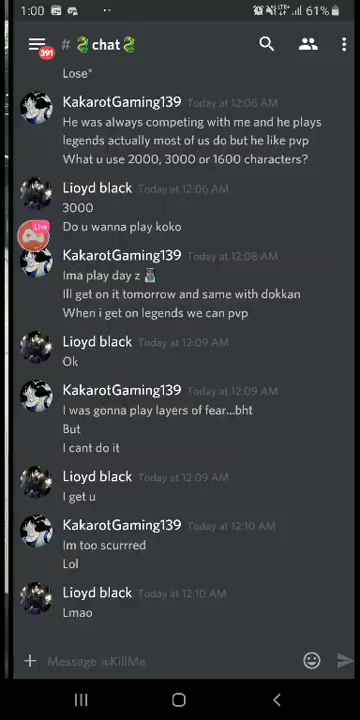 1:00 61%
# chat
391
Lose*
KakarotGaming139 Today at 12:06 AM
He was always competing with me and he plays
legends actually most of us do but he like pvp
What u use 2000, 3000 or 1600 characters?
Lioyd black Today at 12:06 AM
3000
Do u wanna play koko
Live
KakarotGaming139 Today at 12:08 AM
Ima play day z
Ill get on it tomorrow and same with dokkan
When i get on legends we can pvp
Lioyd black Today at 12:09 AM
Ok
KakarotGaming139 Today at 12:09 AM
I was gonna play layers of fear...bht
But
I cant do it
Lioyd black Today at 12:09 AM
I get u
KakarotGaming139 Today at 12:10 AM
Im too scurrred
Lol
Lioyd black Today at 12:10 AM
Lmao
Message @KillMe